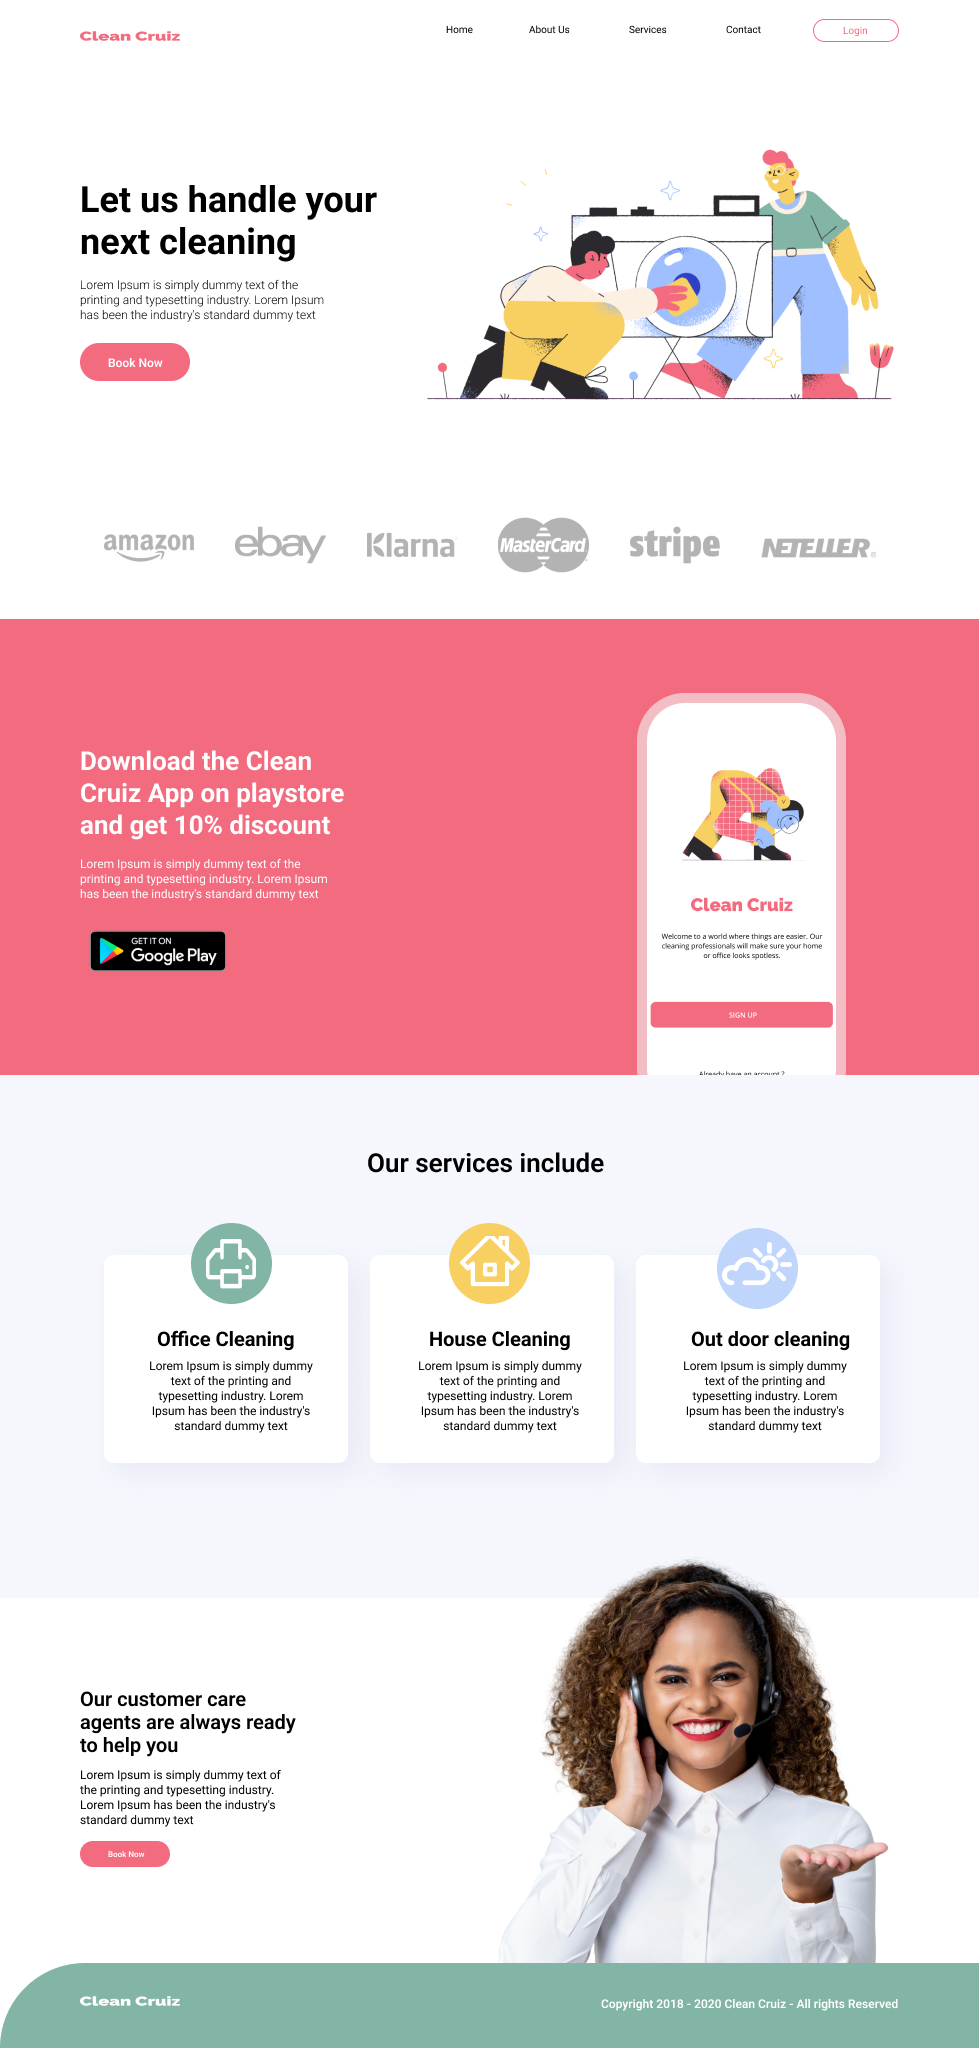 Clean Cruiz
Home About Us Services Contact Login
Let us handle your
next cleaning
Lorem Ipsum is simply dummy text of the
printing and typesetting industry. Lorem Ipsum
has been the industry's standard dummy text
Book Now
amazon ebay Klarna MasterCard stripe NETELLER
Download the Clean
Cruiz App on playstore
and get 10% discount
Lorem Ipsum is simply dummy text of the
printing and typesetting industry. Lorem Ipsum
has been the industry's standard dummy text
GET IT ON
Google Play
Clean Cruiz
Welcome to a world where things are easier. Our
cleaning professionals will make sure your home
or office looks spotless.
SIGN UP
Already have an account ?
Our services include
Office Cleaning
Lorem Ipsum is simply dummy
text of the printing and
typesetting industry. Lorem
Ipsum has been the industry's
standard dummy text
House Cleaning
Lorem Ipsum is simply dummy
text of the printing and
typesetting industry. Lorem
Ipsum has been the industry's
standard dummy text
Out door cleaning
Lorem Ipsum is simply dummy
text of the printing and
typesetting industry. Lorem
Ipsum has been the industry's
standard dummy text
Our customer care
agents are always ready
to help you
Lorem Ipsum is simply dummy text of
the printing and typesetting industry.
Lorem Ipsum has been the industry's
standard dummy text
Book Now
Clean Cruiz
Copyright 2018 - 2020 Clean Cruiz - All rights Reserved